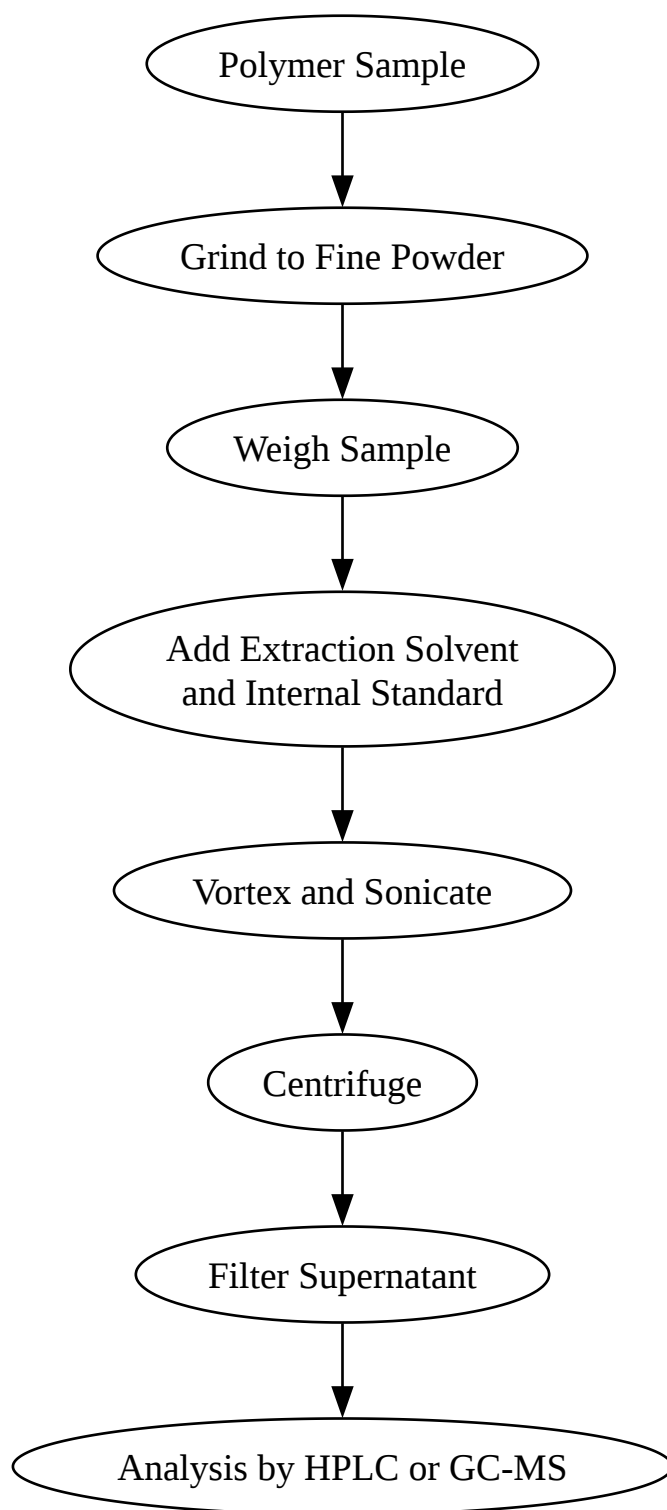 Polymer Sample
Grind to Fine Powder
Weigh Sample
Add Extraction Solvent
and Internal Standard
Vortex and Sonicate
Centrifuge
Filter Supernatant
Analysis by HPLC or GC-MS